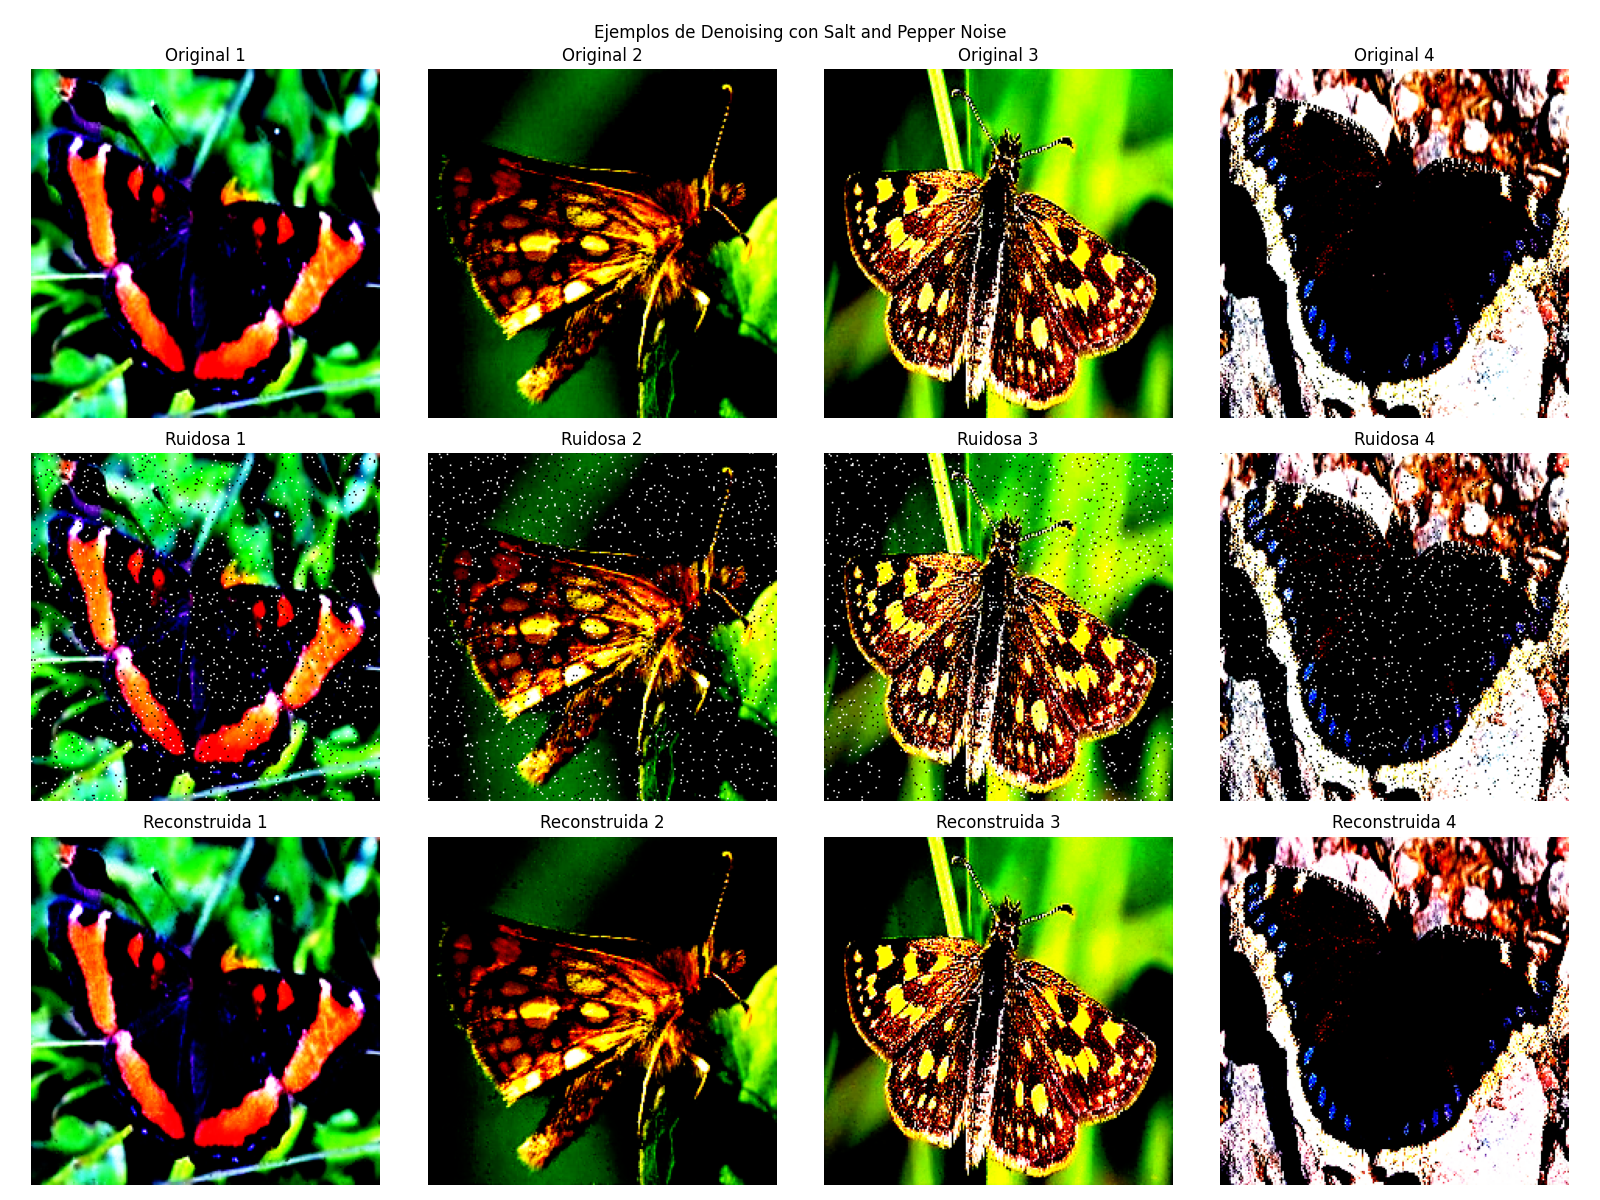 Ejemplos de Denoising con Salt and Pepper Noise
Original 1
Original 2
Original 3
Original 4
Ruidosa 1
Ruidosa 2
Ruidosa 3
Ruidosa 4
Reconstruida 1
Reconstruida 2
Reconstruida 3
Reconstruida 4